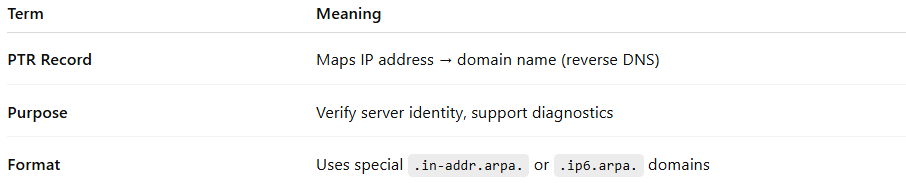 Term Meaning
PTR Record Maps IP address → domain name (reverse DNS)
Purpose Verify server identity, support diagnostics
Format Uses special .in-addr.arpa. or .ip6.arpa. domains